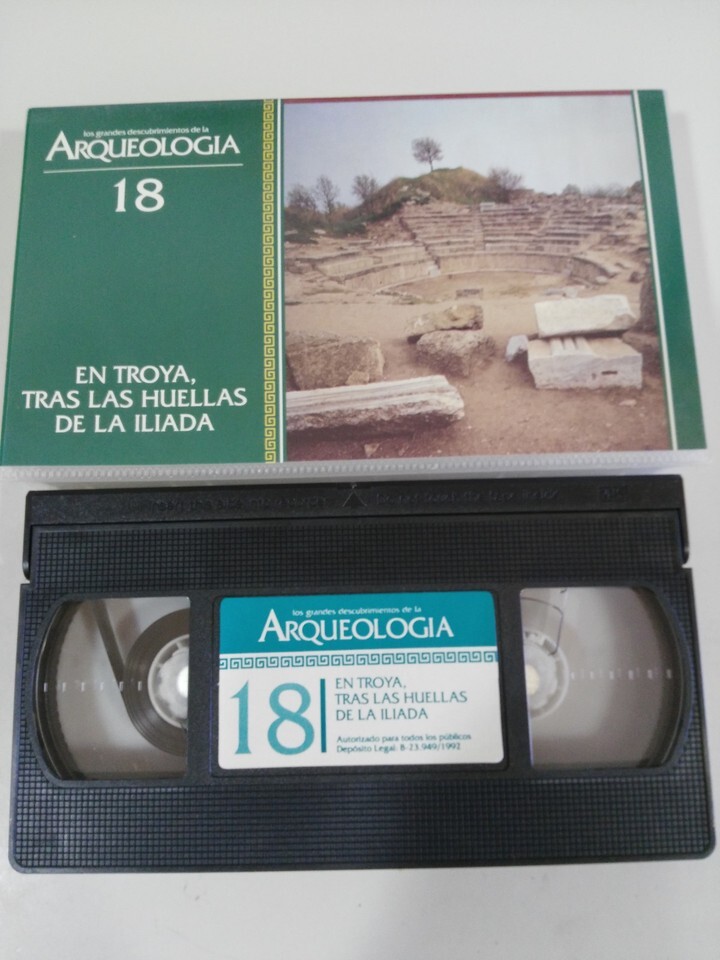 los grandes descubrimientos de la
ARQUEOLOGIA
18
EN TROYA,
TRAS LAS HUELLAS
DE LA ILIADA
los grandes descubrimientos de la
ARQUEOLOGIA
18
EN TROYA,
TRAS LAS HUELLAS
DE LA ILIADA
Autorizado para todos los públicos
Depósito Legal: B-23.949/1992